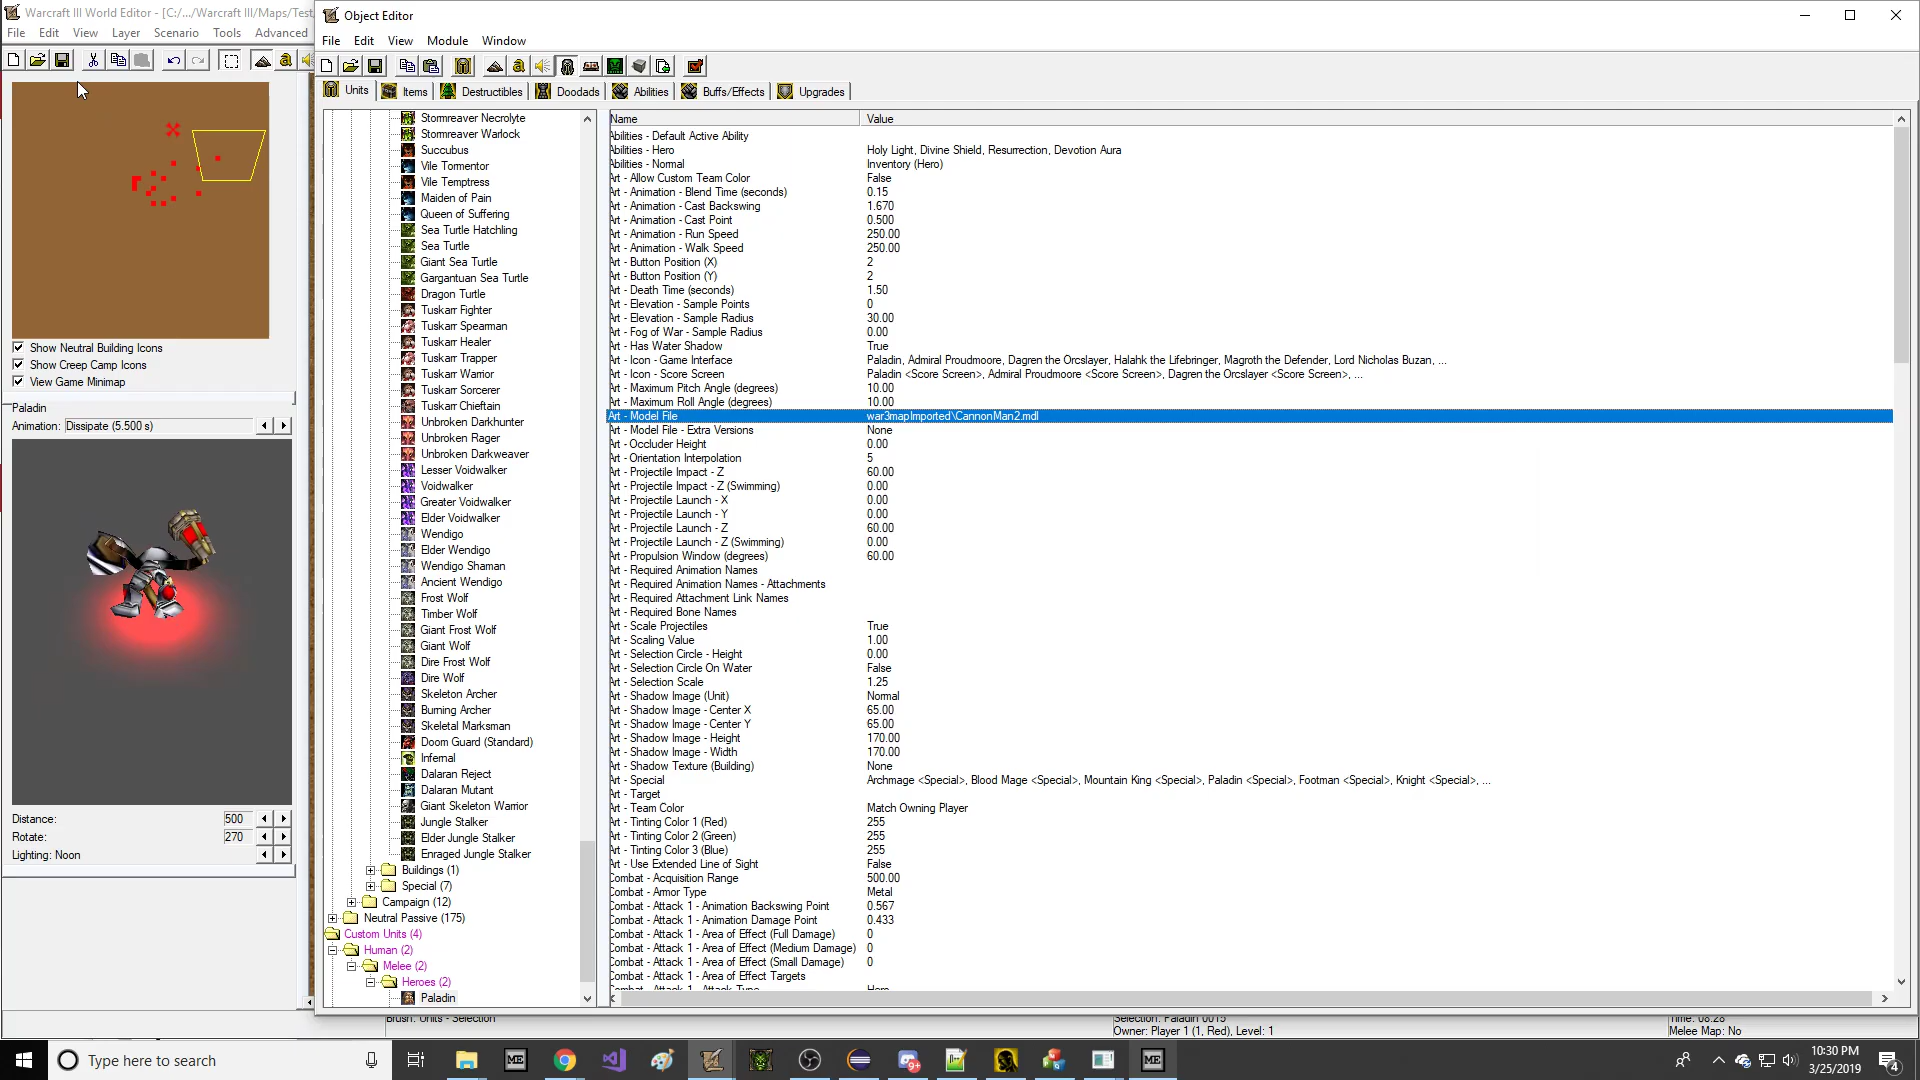 Warcraft III World Editor - [C:/.../Warcraft III/Maps/Test
File Edit View Layer Scenario Tools Advanced
Show Neutral Building Icons
Show Creep Camp Icons
View Game Minimap
Paladin
Animation: Dissipate (5.500 s)
Distance: 500
Rotate: 270
Lighting: Noon
Object Editor
File Edit View Module Window
Units Items Destructibles Doodads Abilities Buffs/Effects Upgrades
Stormreaver Necrolyte
Stormreaver Warlock
Succubus
Vile Tormentor
Vile Temptress
Maiden of Pain
Queen of Suffering
Sea Turtle Hatchling
Sea Turtle
Giant Sea Turtle
Gargantuan Sea Turtle
Dragon Turtle
Tuskarr Fighter
Tuskarr Spearman
Tuskarr Healer
Tuskarr Trapper
Tuskarr Warrior
Tuskarr Sorcerer
Tuskarr Chieftain
Unbroken Darkhunter
Unbroken Rager
Unbroken Darkweaver
Lesser Voidwalker
Voidwalker
Greater Voidwalker
Elder Voidwalker
Wendigo
Elder Wendigo
Wendigo Shaman
Ancient Wendigo
Frost Wolf
Timber Wolf
Giant Frost Wolf
Giant Wolf
Dire Frost Wolf
Dire Wolf
Skeleton Archer
Burning Archer
Skeletal Marksman
Doom Guard (Standard)
Infernal
Dalaran Reject
Dalaran Mutant
Giant Skeleton Warrior
Jungle Stalker
Elder Jungle Stalker
Enraged Jungle Stalker
Buildings (1)
Special (7)
Campaign (12)
Neutral Passive (175)
Custom Units (4)
Human (2)
Melee (2)
Heroes (2)
Paladin
Name Value
Abilities - Default Active Ability
Abilities - Hero Holy Light, Divine Shield, Resurrection, Devotion Aura
Abilities - Normal Inventory (Hero)
Art - Allow Custom Team Color False
Art - Animation - Blend Time (seconds) 0.15
Art - Animation - Cast Backswing 1.670
Art - Animation - Cast Point 0.500
Art - Animation - Run Speed 250.00
Art - Animation - Walk Speed 250.00
Art - Button Position (X) 2
Art - Button Position (Y) 2
Art - Death Time (seconds) 1.50
Art - Elevation - Sample Points 0
Art - Elevation - Sample Radius 30.00
Art - Fog of War - Sample Radius 0.00
Art - Has Water Shadow True
Art - Icon - Game Interface Paladin, Admiral Proudmoore, Dagren the Orcslayer, Halahk the Lifebringer, Magroth the Defender, Lord Nicholas Buzan, ...
Art - Icon - Score Screen Paladin <Score Screen>, Admiral Proudmoore <Score Screen>, Dagren the Orcslayer <Score Screen>, ...
Art - Maximum Pitch Angle (degrees) 10.00
Art - Maximum Roll Angle (degrees) 10.00
Art - Model File war3mapImported\CannonMan2.mdl
Art - Model File - Extra Versions None
Art - Occluder Height 0.00
Art - Orientation Interpolation 5
Art - Projectile Impact - Z 60.00
Art - Projectile Impact - Z (Swimming) 0.00
Art - Projectile Launch - X 0.00
Art - Projectile Launch - Y 0.00
Art - Projectile Launch - Z 60.00
Art - Projectile Launch - Z (Swimming) 0.00
Art - Propulsion Window (degrees) 60.00
Art - Required Animation Names
Art - Required Animation Names - Attachments
Art - Required Attachment Link Names
Art - Required Bone Names
Art - Scale Projectiles True
Art - Scaling Value 1.00
Art - Selection Circle - Height 0.00
Art - Selection Circle On Water False
Art - Selection Scale 1.25
Art - Shadow Image (Unit) Normal
Art - Shadow Image - Center X 65.00
Art - Shadow Image - Center Y 65.00
Art - Shadow Image - Height 170.00
Art - Shadow Image - Width 170.00
Art - Shadow Texture (Building) None
Art - Special Archmage <Special>, Blood Mage <Special>, Mountain King <Special>, Paladin <Special>, Footman <Special>, Knight <Special>, ...
Art - Target
Art - Team Color Match Owning Player
Art - Tinting Color 1 (Red) 255
Art - Tinting Color 2 (Green) 255
Art - Tinting Color 3 (Blue) 255
Art - Use Extended Line of Sight False
Combat - Acquisition Range 500.00
Combat - Armor Type Metal
Combat - Attack 1 - Animation Backswing Point 0.567
Combat - Attack 1 - Animation Damage Point 0.433
Combat - Attack 1 - Area of Effect (Full Damage) 0
Combat - Attack 1 - Area of Effect (Medium Damage) 0
Combat - Attack 1 - Area of Effect (Small Damage) 0
Combat - Attack 1 - Area of Effect Targets
Combat - Attack 1 - Attack Type Hero
Brush: Units - Selection Selection: Paladin 0015 Time: 08:28
Owner: Player 1 (1, Red), Level: 1 Melee Map: No
Type here to search
ME
ME
9+
10:30 PM
3/25/2019
4